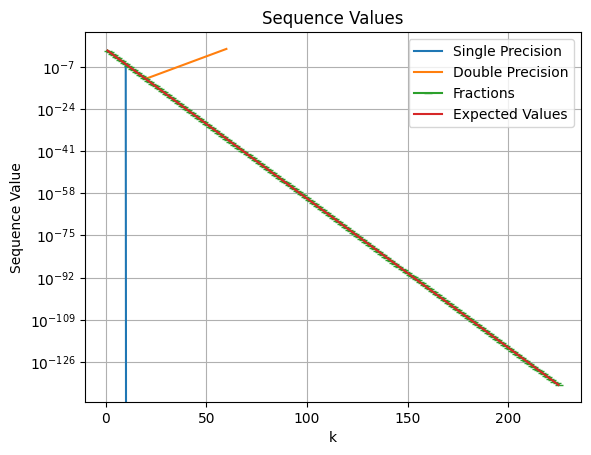 Sequence Values
Single Precision
Double Precision
Fractions
Expected Values
Sequence Value
10^-7
10^-24
10^-41
10^-58
10^-75
10^-92
10^-109
10^-126
0 50 100 150 200
k